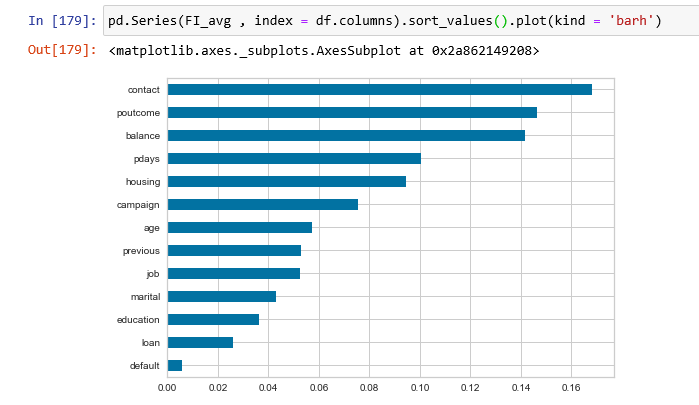 In [179]: pd.Series(FI_avg , index = df.columns).sort_values().plot(kind = 'barh')
Out[179]: <matplotlib.axes._subplots.AxesSubplot at 0x2a862149208>
contact
poutcome
balance
pdays
housing
campaign
age
previous
job
marital
education
loan
default
0.00 0.02 0.04 0.06 0.08 0.10 0.12 0.14 0.16